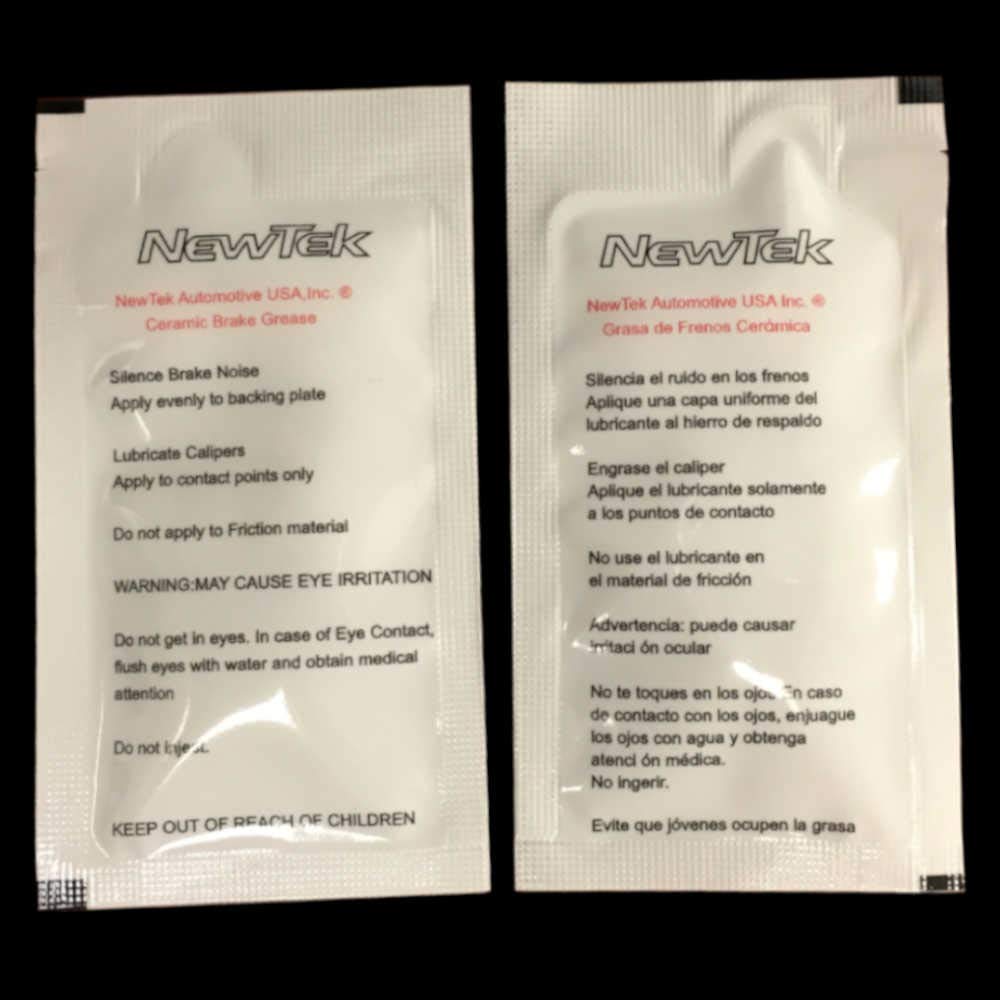 NewTek
NewTek Automotive USA,Inc. ®
Ceramic Brake Grease
Silence Brake Noise
Apply evenly to backing plate
Lubricate Calipers
Apply to contact points only
Do not apply to Friction material
WARNING:MAY CAUSE EYE IRRITATION
Do not get in eyes. In case of Eye Contact,
flush eyes with water and obtain medical
attention
Do not
KEEP OUT OF REACH OF CHILDREN
NewTek
NewTek Automotive USA Inc. ®
Grasa de Frenos Cerámica
Silencia el ruido en los frenos
Aplique una capa uniforme del
lubricante al hierro de respaldo
Engrase el caliper
Aplique el lubricante solamente
a los puntos de contacto
No use el lubricante en
el material de fricción
Advertencia: puede causar
irritaci ón ocular
No te toques en los ojos. En caso
de contacto con los ojos, enjuague
los ojos con agua y obtenga
atenci ón médica.
No ingerir.
Evite que jóvenes ocupen la grasa